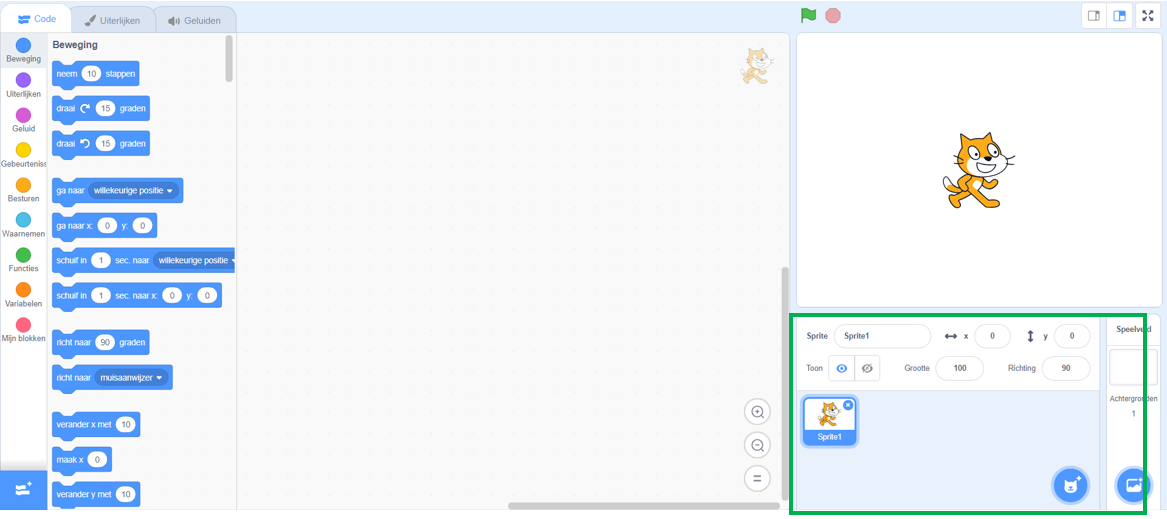 Code Uiterlijken Geluiden
Beweging
Beweging
Uiterlijken
Geluid
Gebeurteniss
Besturen
Waarnemen
Functies
Variabelen
Mijn blokken
neem 10 stappen
draai 15 graden
draai 15 graden
ga naar willekeurige positie
ga naar x: 0 y: 0
schuif in 1 sec. naar willekeurige positie
schuif in 1 sec. naar x: 0 y: 0
richt naar 90 graden
richt naar muisaanwijzer
verander x met 10
maak x 0
verander y met 10
Sprite Sprite1 x 0 y 0
Toon Grootte 100 Richting 90
Sprite1
Speelveld
Achtergronden
1